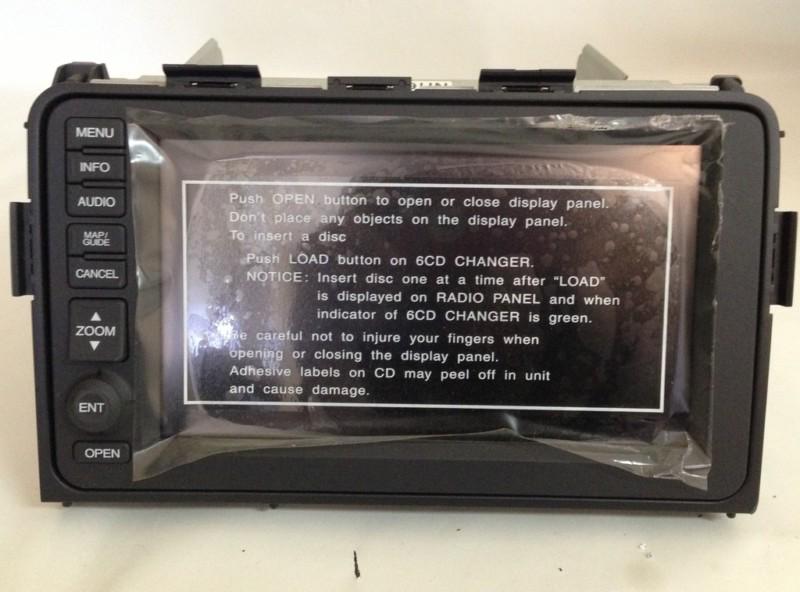 MENU
INFO
AUDIO
MAP/
GUIDE
CANCEL
▲
ZOOM
▼
ENT
OPEN
Push OPEN button to open or close display panel.
Don't place any objects on the display panel.
To insert a disc
Push LOAD button on 6CD CHANGER.
NOTICE: Insert disc one at a time after “LOAD”
is displayed on RADIO PANEL and when
indicator of 6CD CHANGER is green.
Be careful not to injure your fingers when
opening or closing the display panel.
Adhesive labels on CD may peel off in unit
and cause damage.